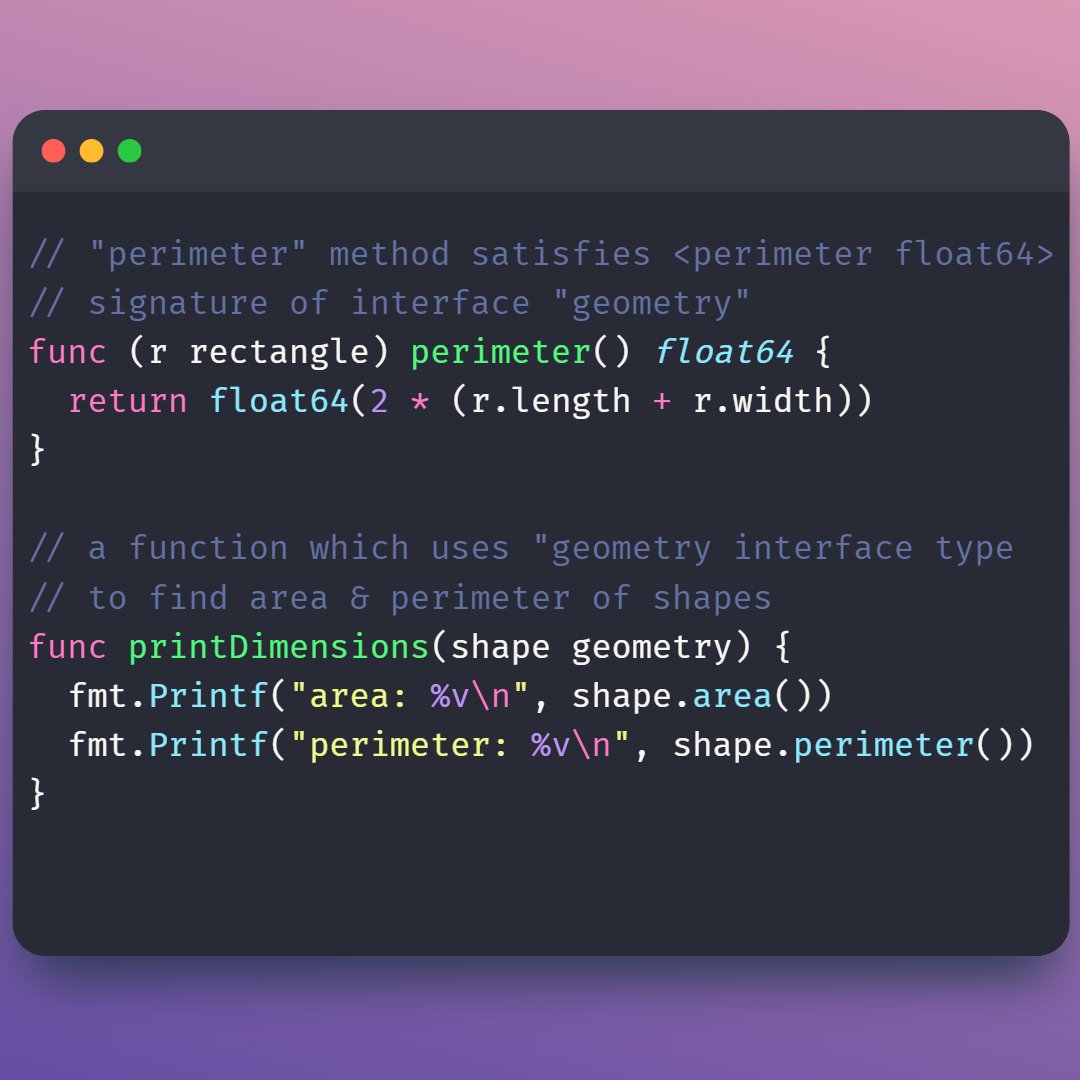 // "perimeter" method satisfies <perimeter float64>
// signature of interface "geometry"
func (r rectangle) perimeter() float64 {
  return float64(2 * (r.length + r.width))
}

// a function which uses "geometry interface type
// to find area & perimeter of shapes
func printDimensions(shape geometry) {
  fmt.Printf("area: %v\n", shape.area())
  fmt.Printf("perimeter: %v\n", shape.perimeter())
}